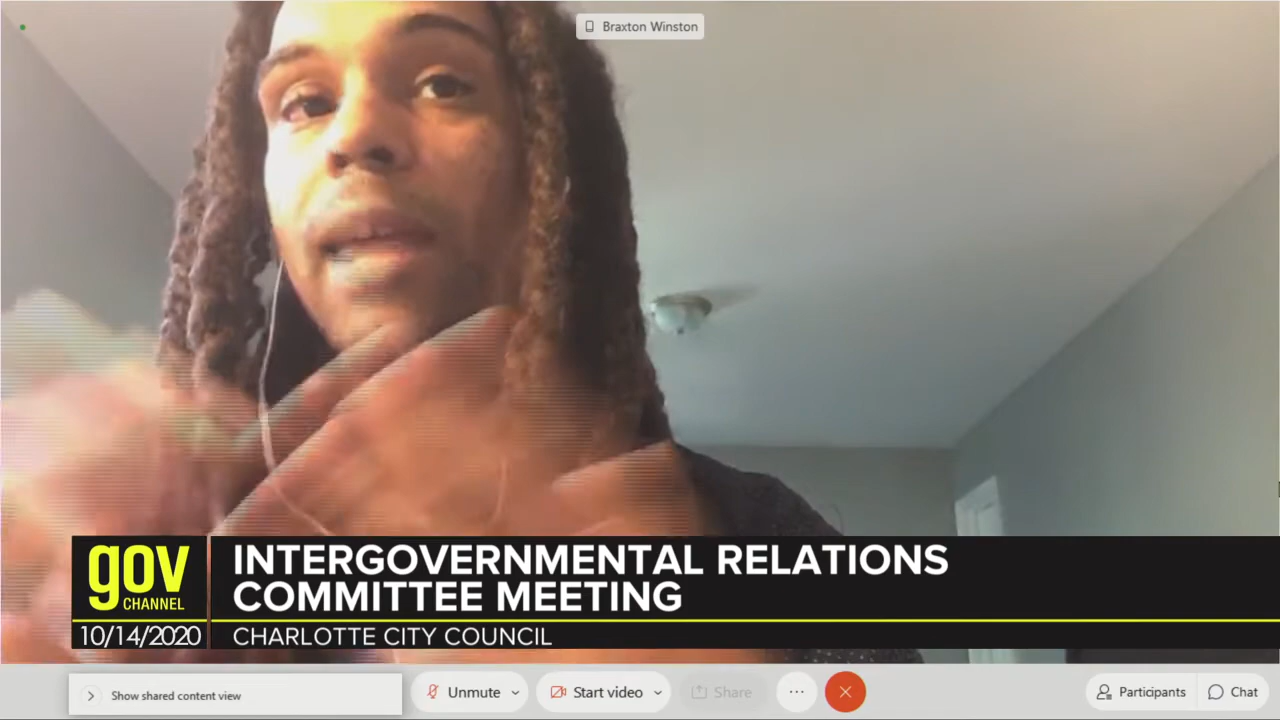 Braxton Winston
gov
CHANNEL
10/14/2020
INTERGOVERNMENTAL RELATIONS
COMMITTEE MEETING
CHARLOTTE CITY COUNCIL
Show shared content view
Unmute
Start video
Share
Participants
Chat